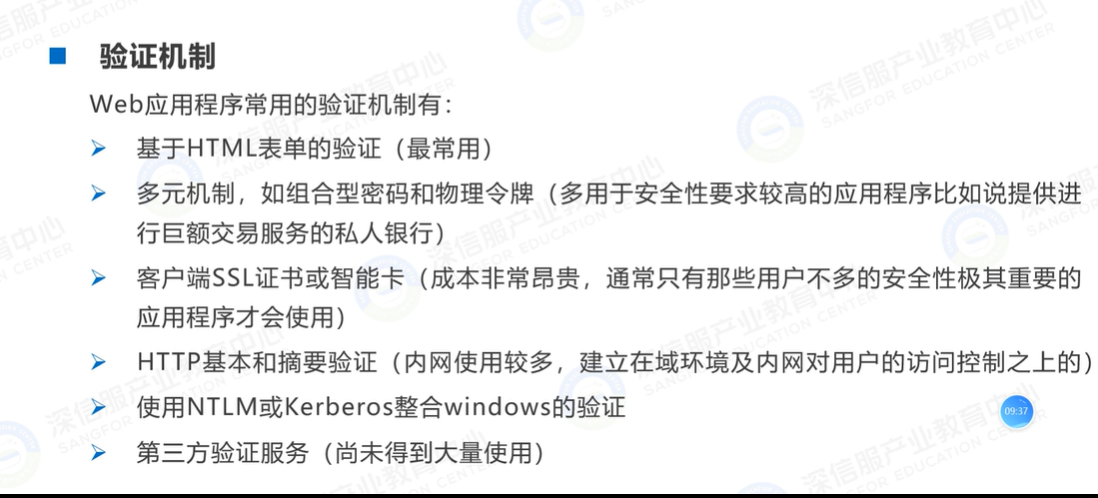 验证机制
Web应用程序常用的验证机制有：
基于HTML表单的验证（最常用）
多元机制，如组合型密码和物理令牌（多用于安全性要求较高的应用程序比如说提供进
行巨额交易服务的私人银行）
客户端SSL证书或智能卡（成本非常昂贵，通常只有那些用户不多的安全性极其重要的
应用程序才会使用）
HTTP基本和摘要验证（内网使用较多，建立在域环境及内网对用户的访问控制之上的）
使用NTLM或Kerberos整合windows的验证
09:37
第三方验证服务（尚未得到大量使用）
深信服产业教育中心
SANGFOR EDUCATION CENTER